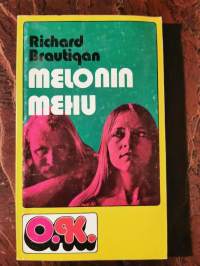 Richard
Brautigan
MELONIN
MEHU
O.K.